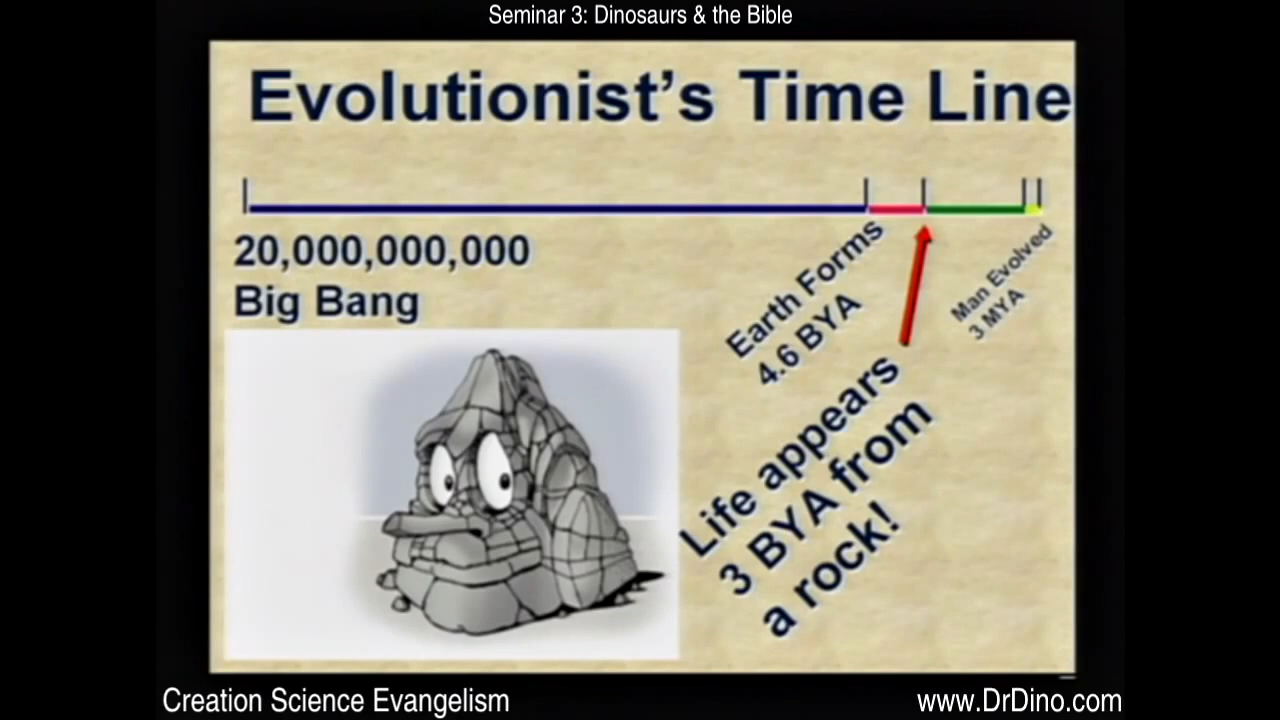 Seminar 3: Dinosaurs & the Bible
Evolutionist's Time Line
20,000,000,000
Big Bang
Earth Forms
4.6 BYA
Man Evolved
3 MYA
Life appears
3 BYA from
a rock!
Creation Science Evangelism
www.DrDino.com